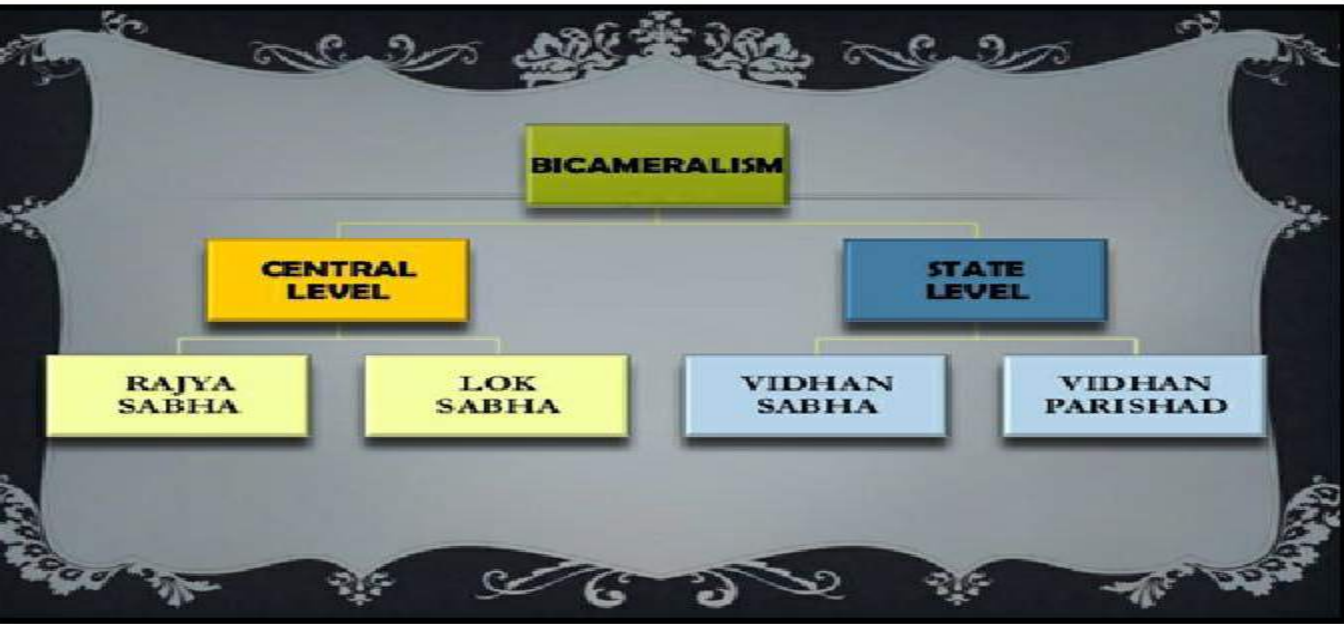 BICAMERALISM
CENTRAL
LEVEL
STATE
LEVEL
RAJYA
SABHA
LOK
SABHA
VIDHAN
SABHA
VIDHAN
PARISHAD